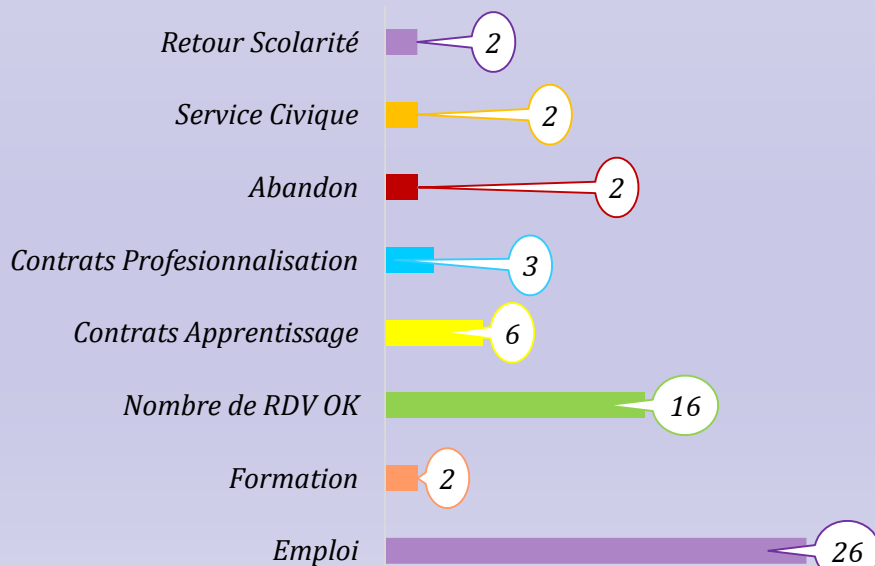 Retour Scolarité 2
Service Civique 2
Abandon 2
Contrats Profesionnalisation 3
Contrats Apprentissage 6
Nombre de RDV OK 16
Formation 2
Emploi 26